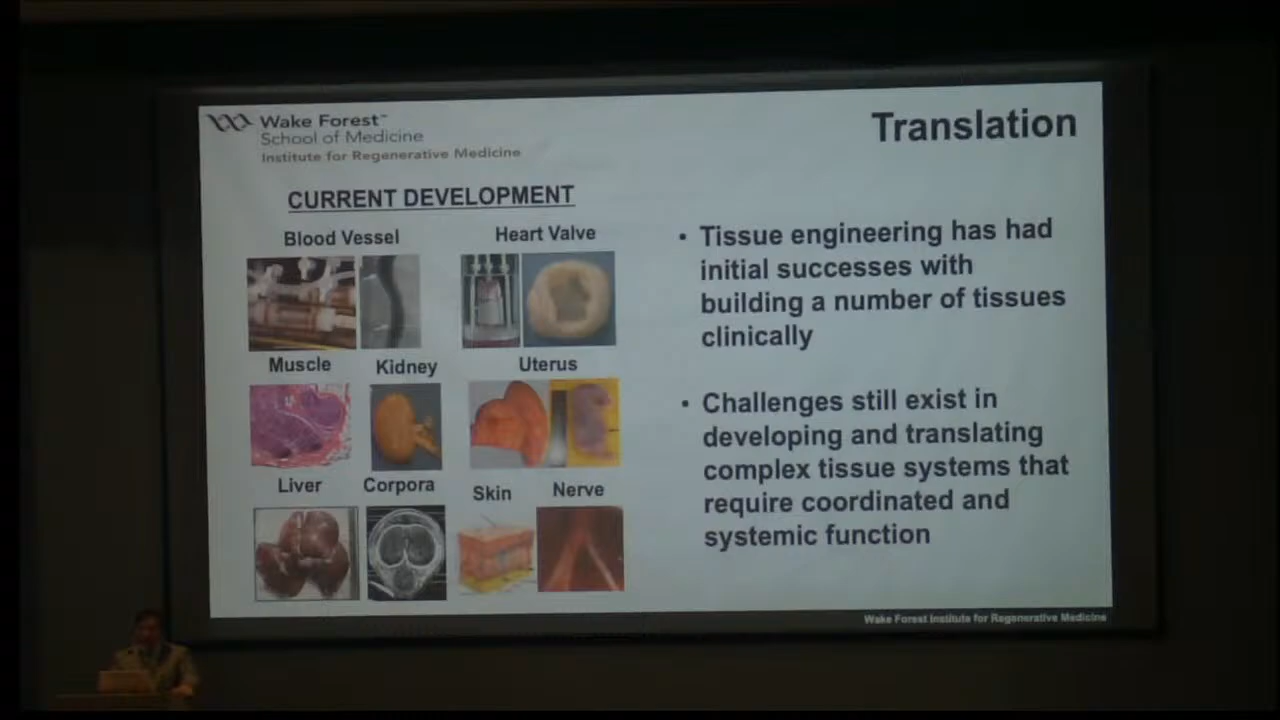 Wake Forest™
School of Medicine
Institute for Regenerative Medicine
Translation
CURRENT DEVELOPMENT
Blood Vessel
Heart Valve
Muscle
Kidney
Uterus
Liver
Corpora
Skin
Nerve
• Tissue engineering has had
initial successes with
building a number of tissues
clinically
• Challenges still exist in
developing and translating
complex tissue systems that
require coordinated and
systemic function
Wake Forest Institute for Regenerative Medicine